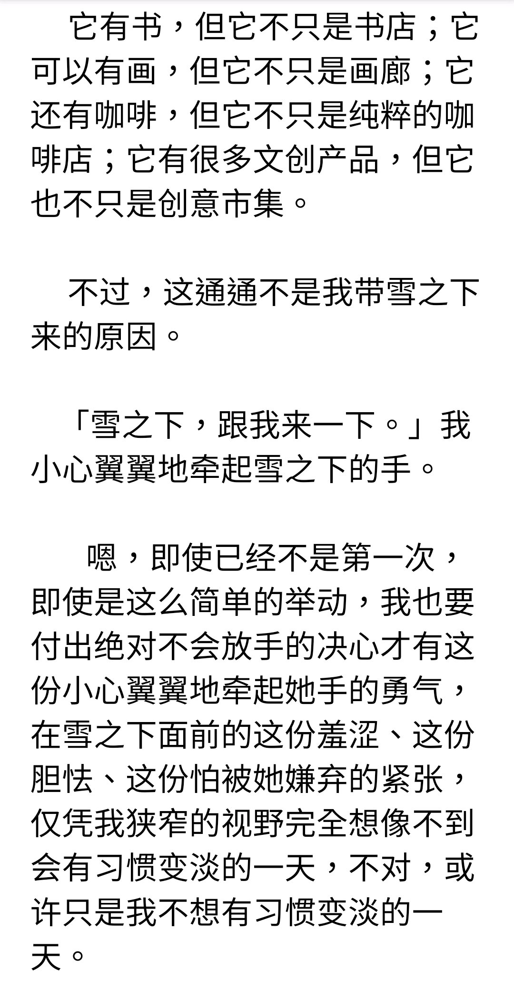 它有书，但它不只是书店；它
可以有画，但它不只是画廊；它
还有咖啡，但它不只是纯粹的咖
啡店；它有很多文创产品，但它
也不只是创意市集。
不过，这通通不是我带雪之下
来的原因。
「雪之下，跟我来一下。」我
小心翼翼地牵起雪之下的手。
嗯，即使已经不是第一次，
即使是这么简单的举动，我也要
付出绝对不会放手的决心才有这
份小心翼翼地牵起她手的勇气，
在雪之下面前的这份羞涩、这份
胆怯、这份怕被她嫌弃的紧张，
仅凭我狭窄的视野完全想像不到
会有习惯变淡的一天，不对，或
许只是我不想有习惯变淡的一
天。